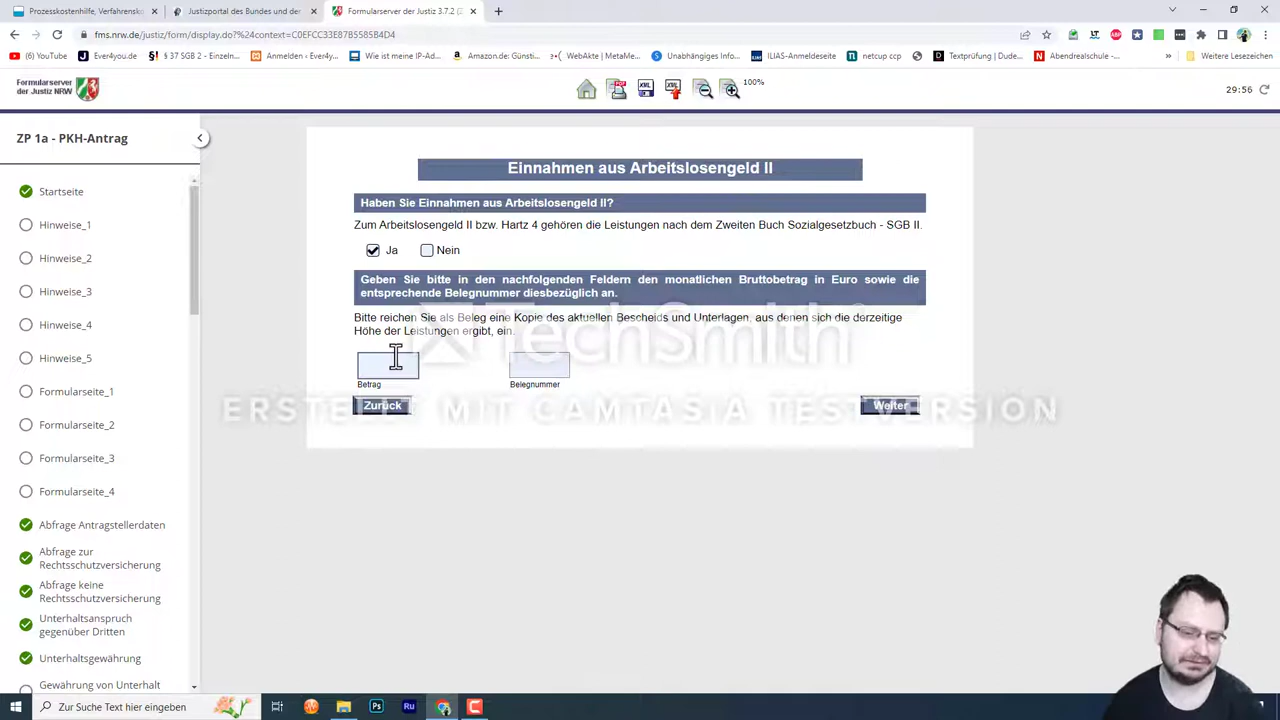 Prozesskostenhilfe, Verfahrenskos
Justizportal des Bundes und der
Formularserver der Justiz 3.7.2
fms.nrw.de/justiz/form/display.do?%24context=C0EFCC33E87B5585B4D4
(6) YouTube
Ever4you.de
§ 37 SGB 2 - Einzeln...
Anmelden ‹ Ever4y...
Wie ist meine IP-Ad...
Amazon.de: Günsti...
WebAkte | MetaMe...
Unabhängiges Info...
ILIAS-Anmeldeseite
netcup ccp
Textprüfung | Dude...
Abendrealschule -...
»
Weitere Lesezeichen
Formularserver
der Justiz NRW
100%
29:56
ZP 1a - PKH-Antrag
Startseite
Hinweise_1
Hinweise_2
Hinweise_3
Hinweise_4
Hinweise_5
Formularseite_1
Formularseite_2
Formularseite_3
Formularseite_4
Abfrage Antragstellerdaten
Abfrage zur
Rechtsschutzversicherung
Abfrage keine
Rechtsschutzversicherung
Unterhaltsanspruch
gegenüber Dritten
Unterhaltsgewährung
Gewährung von Unterhalt
Einnahmen aus Arbeitslosengeld II
Haben Sie Einnahmen aus Arbeitslosengeld II?
Zum Arbeitslosengeld II bzw. Hartz 4 gehören die Leistungen nach dem Zweiten Buch Sozialgesetzbuch - SGB II.
Ja Nein
Geben Sie bitte in den nachfolgenden Feldern den monatlichen Bruttobetrag in Euro sowie die
entsprechende Belegnummer diesbezüglich an.
Bitte reichen Sie als Beleg eine Kopie des aktuellen Bescheids und Unterlagen, aus denen sich die derzeitige
Höhe der Leistungen ergibt, ein.
TechSmith
Betrag
Belegnummer
Zurück
Weiter
ERSTELLT MIT CAMTASIA TESTVERSION
Zur Suche Text hier eingeben
Ps
Ru